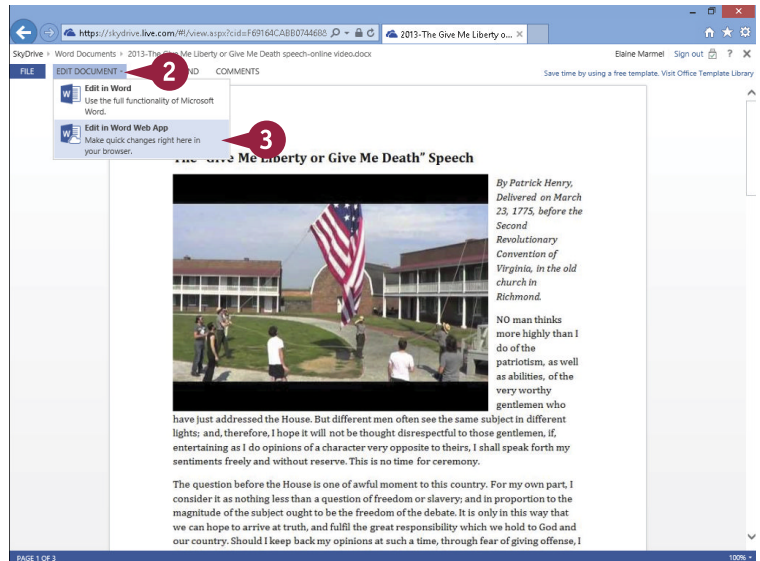 https://skydrive.live.com/#!/view.aspx?cid=F69164CABB0744688
2013-The Give Me Liberty o...
SkyDrive ▸ Word Documents ▸ 2013-The Give Me Liberty or Give Me Death speech-online video.docx
Elaine Marmel Sign out ?
FILE EDIT DOCUMENT 2 ND COMMENTS
Save time by using a free template. Visit Office Template Library
Edit in Word
Use the full functionality of Microsoft
Word.
Edit in Word Web App
Make quick changes right here in
your browser.
3
The "Give Me Liberty or Give Me Death" Speech
By Patrick Henry,
Delivered on March
23, 1775, before the
Second
Revolutionary
Convention of
Virginia, in the old
church in
Richmond.
NO man thinks
more highly than I
do of the
patriotism, as well
as abilities, of the
very worthy
gentlemen who
have just addressed the House. But different men often see the same subject in different
lights; and, therefore, I hope it will not be thought disrespectful to those gentlemen, if,
entertaining as I do opinions of a character very opposite to theirs, I shall speak forth my
sentiments freely and without reserve. This is no time for ceremony.
The question before the House is one of awful moment to this country. For my own part, I
consider it as nothing less than a question of freedom or slavery; and in proportion to the
magnitude of the subject ought to be the freedom of the debate. It is only in this way that
we can hope to arrive at truth, and fulfil the great responsibility which we hold to God and
our country. Should I keep back my opinions at such a time, through fear of giving offense, I
PAGE 1 OF 3
100%